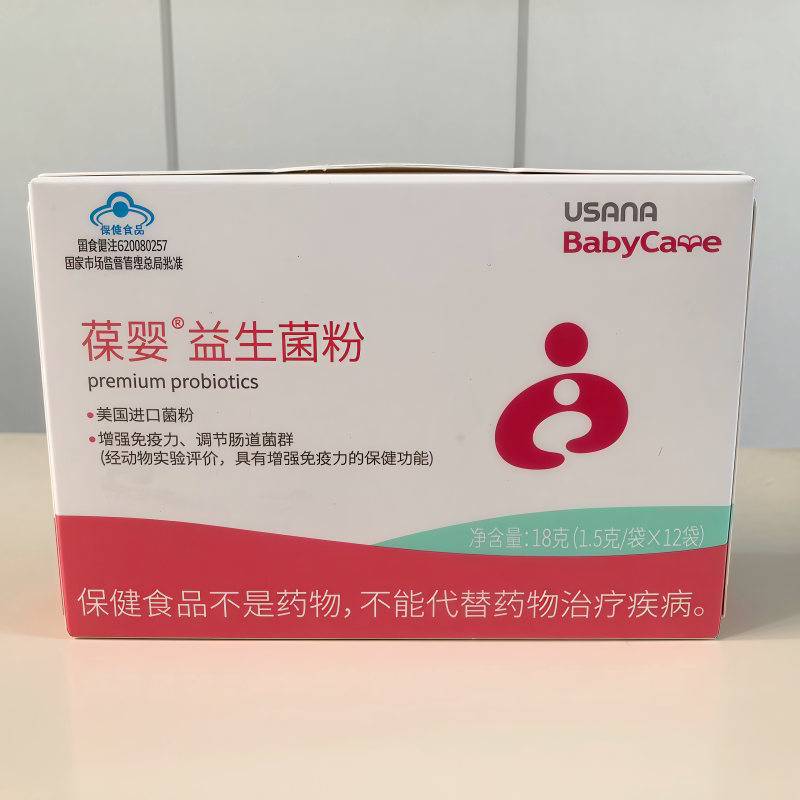 保健食品
国食健注G20080257
国家市场监督管理总局批准
USANA
BabyCare
葆婴®益生菌粉
premium probiotics
•美国进口菌粉
•增强免疫力、调节肠道菌群
(经动物实验评价，具有增强免疫力的保健功能)
净含量：18克(1.5克/袋×12袋)
保健食品不是药物，不能代替药物治疗疾病。